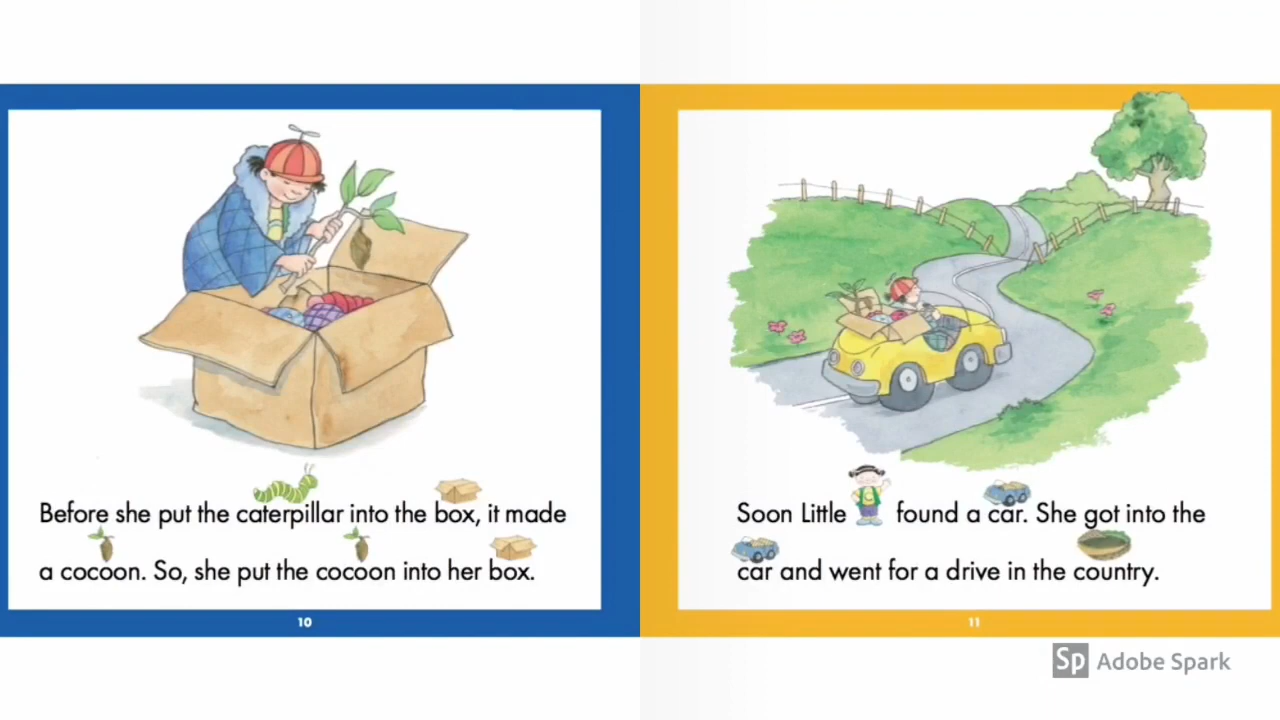 Before she put the caterpillar into the box, it made
a cocoon. So, she put the cocoon into her box.
10
Soon Little found a car. She got into the
car and went for a drive in the country.
11
Sp Adobe Spark